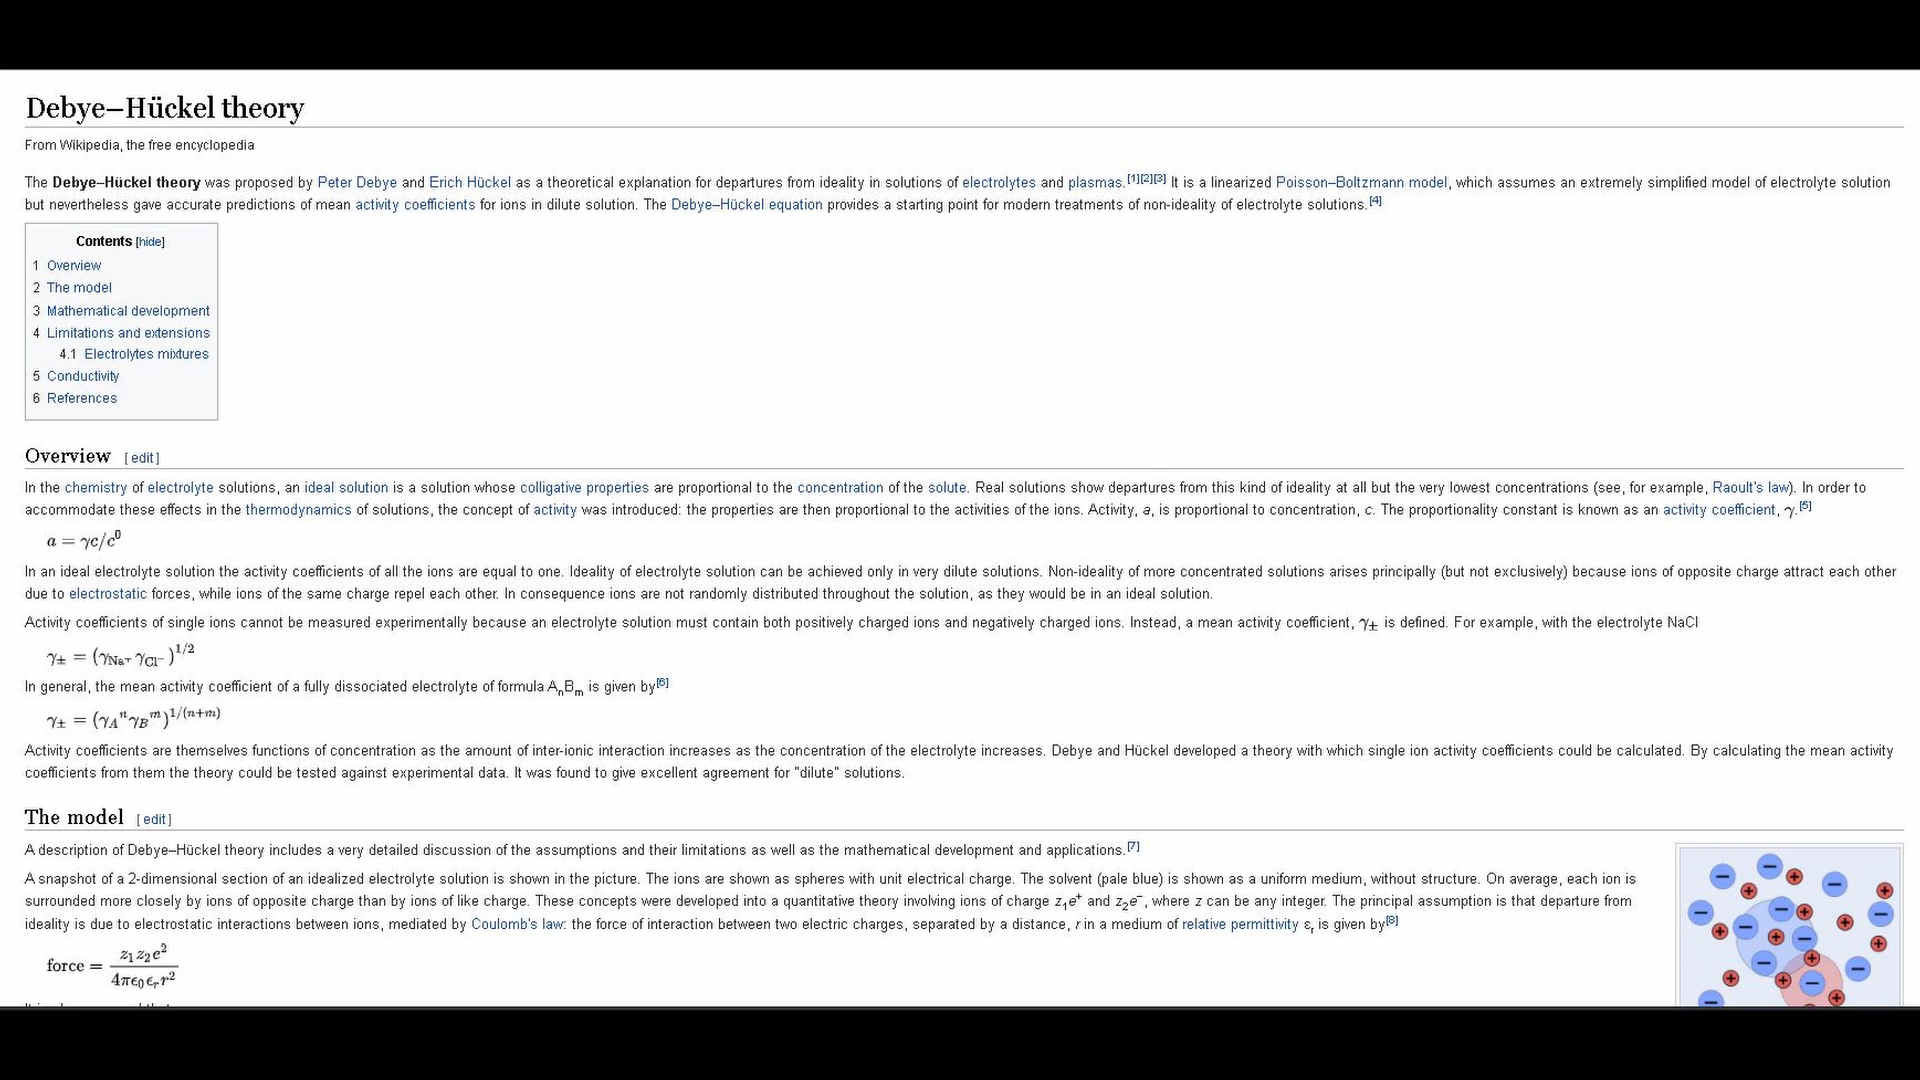 Debye–Hückel theory
From Wikipedia, the free encyclopedia
The Debye–Hückel theory was proposed by Peter Debye and Erich Hückel as a theoretical explanation for departures from ideality in solutions of electrolytes and plasmas.[1][2][3] It is a linearized Poisson–Boltzmann model, which assumes an extremely simplified model of electrolyte solution
but nevertheless gave accurate predictions of mean activity coefficients for ions in dilute solution. The Debye–Hückel equation provides a starting point for modern treatments of non-ideality of electrolyte solutions.[4]
Contents [hide]
1 Overview
2 The model
3 Mathematical development
4 Limitations and extensions
4.1 Electrolytes mixtures
5 Conductivity
6 References
Overview [ edit ]
In the chemistry of electrolyte solutions, an ideal solution is a solution whose colligative properties are proportional to the concentration of the solute. Real solutions show departures from this kind of ideality at all but the very lowest concentrations (see, for example, Raoult's law). In order to
accommodate these effects in the thermodynamics of solutions, the concept of activity was introduced: the properties are then proportional to the activities of the ions. Activity, a, is proportional to concentration, c. The proportionality constant is known as an activity coefficient, γ.[5]
a = γc/c⁰
In an ideal electrolyte solution the activity coefficients of all the ions are equal to one. Ideality of electrolyte solution can be achieved only in very dilute solutions. Non-ideality of more concentrated solutions arises principally (but not exclusively) because ions of opposite charge attract each other
due to electrostatic forces, while ions of the same charge repel each other. In consequence ions are not randomly distributed throughout the solution, as they would be in an ideal solution.
Activity coefficients of single ions cannot be measured experimentally because an electrolyte solution must contain both positively charged ions and negatively charged ions. Instead, a mean activity coefficient, γ± is defined. For example, with the electrolyte NaCl
γ± = (γNa⁺ γCl⁻)^1/2
In general, the mean activity coefficient of a fully dissociated electrolyte of formula AₙBₘ is given by[6]
γ± = (γA^n γB^m)^1/(n+m)
Activity coefficients are themselves functions of concentration as the amount of inter-ionic interaction increases as the concentration of the electrolyte increases. Debye and Hückel developed a theory with which single ion activity coefficients could be calculated. By calculating the mean activity
coefficients from them the theory could be tested against experimental data. It was found to give excellent agreement for "dilute" solutions.
The model [ edit ]
A description of Debye–Hückel theory includes a very detailed discussion of the assumptions and their limitations as well as the mathematical development and applications.[7]
A snapshot of a 2-dimensional section of an idealized electrolyte solution is shown in the picture. The ions are shown as spheres with unit electrical charge. The solvent (pale blue) is shown as a uniform medium, without structure. On average, each ion is
surrounded more closely by ions of opposite charge than by ions of like charge. These concepts were developed into a quantitative theory involving ions of charge z₁e⁺ and z₂e⁻, where z can be any integer. The principal assumption is that departure from
ideality is due to electrostatic interactions between ions, mediated by Coulomb's law: the force of interaction between two electric charges, separated by a distance, r in a medium of relative permittivity εᵣ is given by[8]
force = z₁z₂e² / 4πϵ₀ϵᵣr²